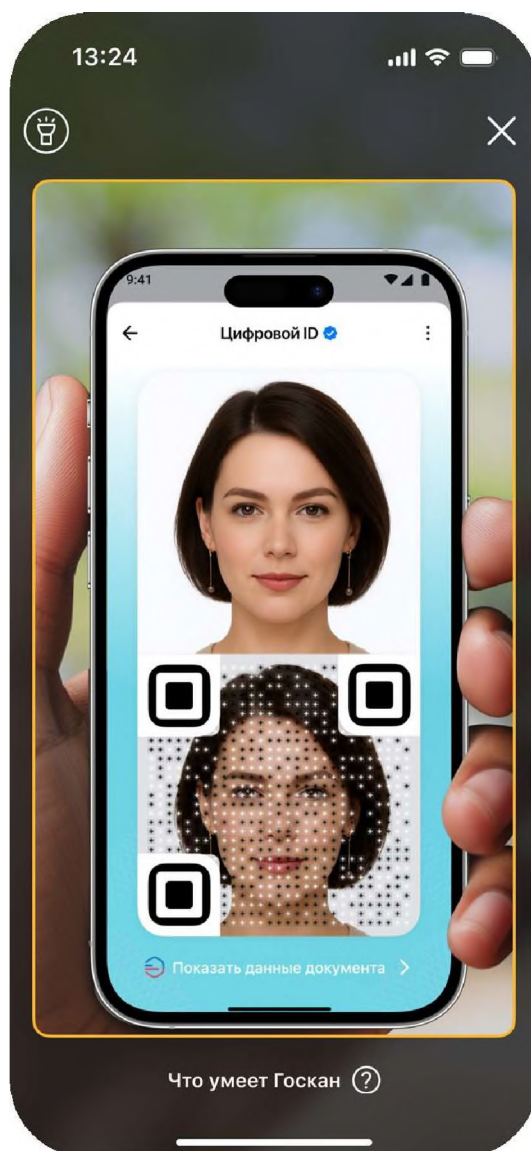 13:24
9:41
Цифровой ID
Показать данные документа
Что умеет Госкан
?